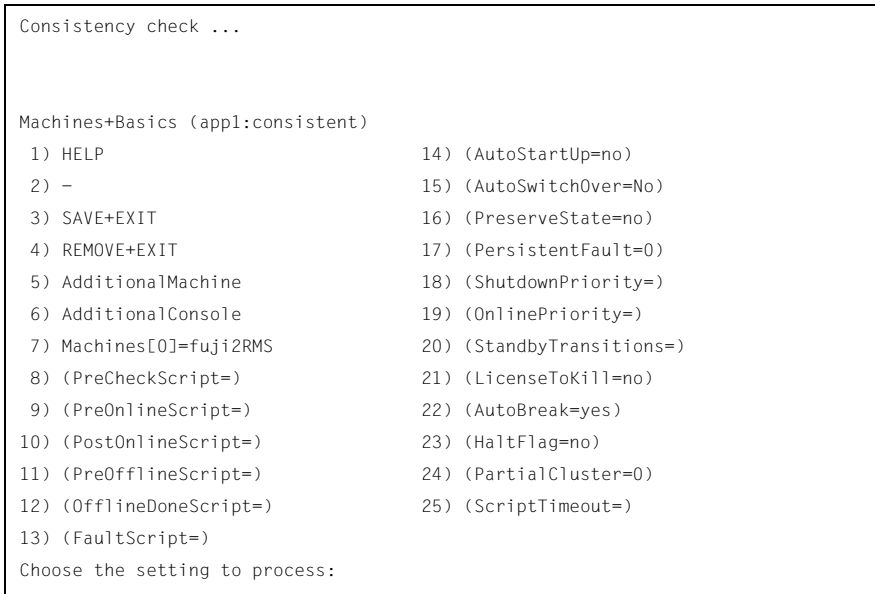 Consistency check ...
Machines+Basics (app1:consistent)
1) HELP 14) (AutoStartUp=no)
2) - 15) (AutoSwitchOver=No)
3) SAVE+EXIT 16) (PreserveState=no)
4) REMOVE+EXIT 17) (PersistentFault=0)
5) AdditionalMachine 18) (ShutdownPriority=)
6) AdditionalConsole 19) (OnlinePriority=)
7) Machines[0]=fuji2RMS 20) (StandbyTransitions=)
8) (PreCheckScript=) 21) (LicenseToKill=no)
9) (PreOnlineScript=) 22) (AutoBreak=yes)
10) (PostOnlineScript=) 23) (HaltFlag=no)
11) (PreOfflineScript=) 24) (PartialCluster=0)
12) (OfflineDoneScript=) 25) (ScriptTimeout=)
13) (FaultScript=)
Choose the setting to process: